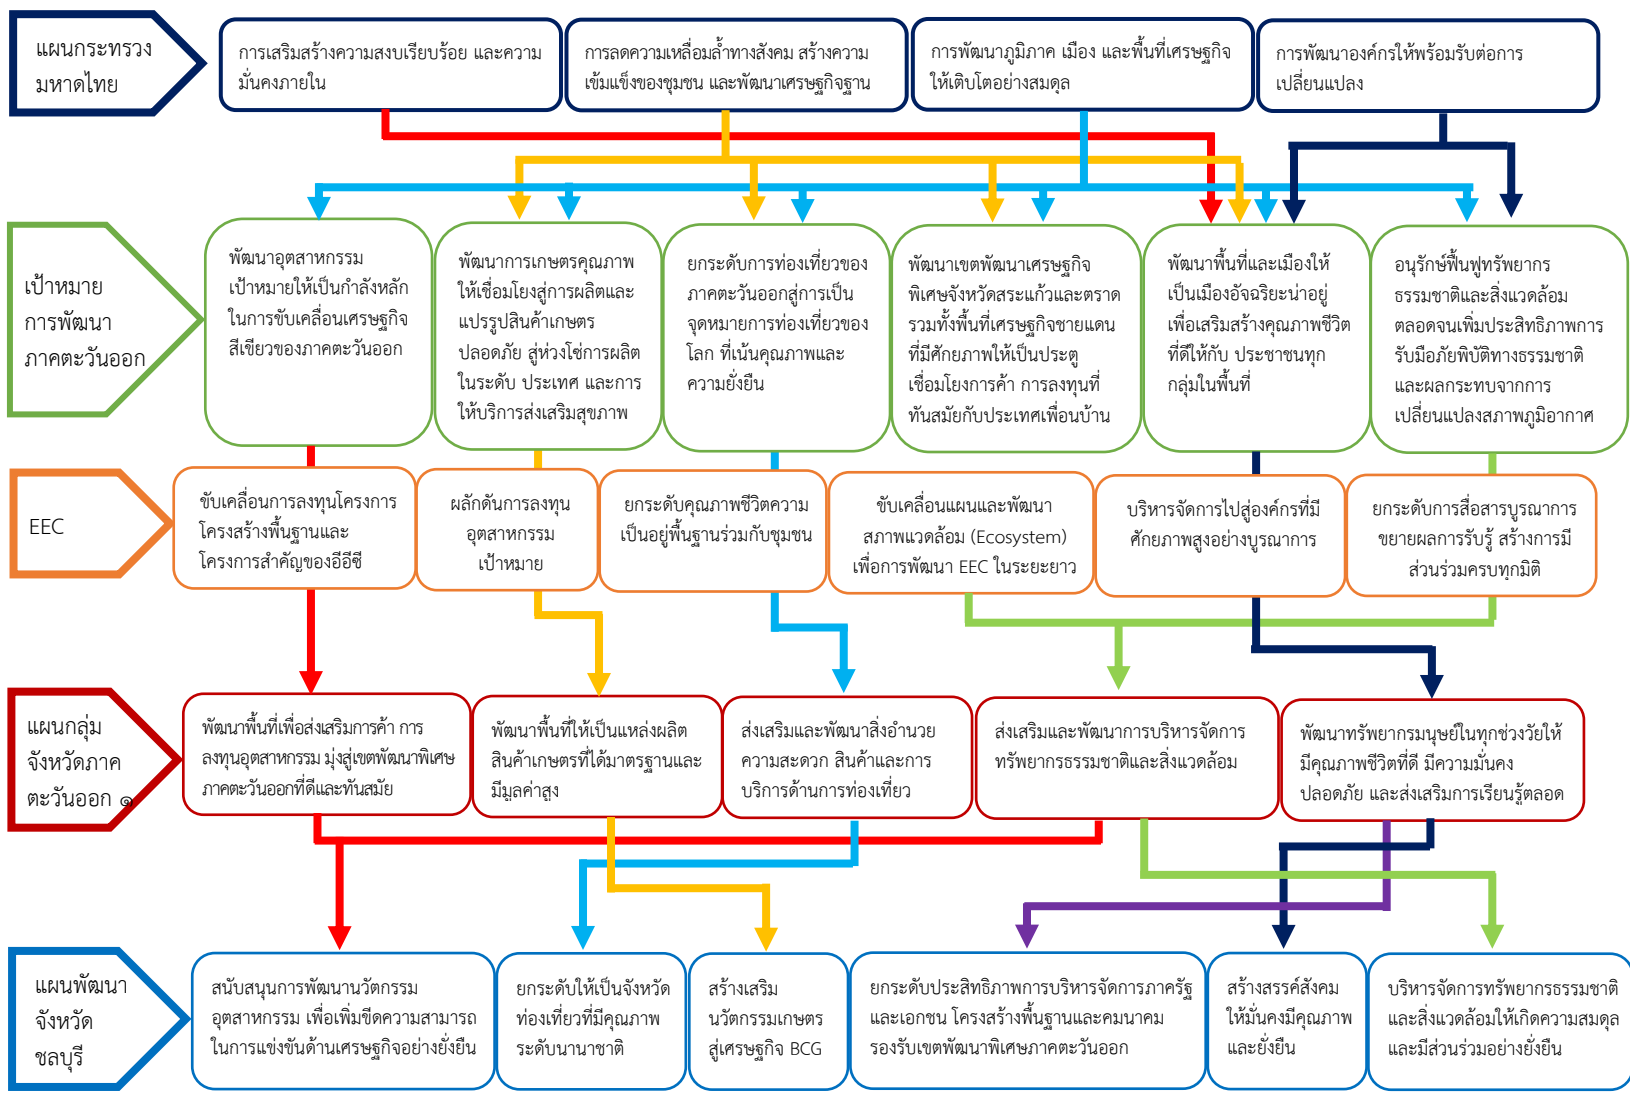 แผนกระทรวง
มหาดไทย
การเสริมสร้างความสงบเรียบร้อย และความ
มั่นคงภายใน
การลดความเหลื่อมล้ำทางสังคม สร้างความ
เข้มแข็งของชุมชน และพัฒนาเศรษฐกิจฐาน
การพัฒนาภูมิภาค เมือง และพื้นที่เศรษฐกิจ
ให้เติบโตอย่างสมดุล
การพัฒนาองค์กรให้พร้อมรับต่อการ
เปลี่ยนแปลง
เป้าหมาย
การพัฒนา
ภาคตะวันออก
พัฒนาอุตสาหกรรม
เป้าหมายให้เป็นกำลังหลัก
ในการขับเคลื่อนเศรษฐกิจ
สีเขียวของภาคตะวันออก
พัฒนาการเกษตรคุณภาพ
ให้เชื่อมโยงสู่การผลิตและ
แปรรูปสินค้าเกษตร
ปลอดภัย สู่ห่วงโซ่การผลิต
ในระดับ ประเทศ และการ
ให้บริการส่งเสริมสุขภาพ
ยกระดับการท่องเที่ยวของ
ภาคตะวันออกสู่การเป็น
จุดหมายการท่องเที่ยวของ
โลก ที่เน้นคุณภาพและ
ความยั่งยืน
พัฒนาเขตพัฒนาเศรษฐกิจ
พิเศษจังหวัดสระแก้วและตราด
รวมทั้งพื้นที่เศรษฐกิจชายแดน
ที่มีศักยภาพให้เป็นประตู
เชื่อมโยงการค้า การลงทุนที่
ทันสมัยกับประเทศเพื่อนบ้าน
พัฒนาพื้นที่และเมืองให้
เป็นเมืองอัจฉริยะน่าอยู่
เพื่อเสริมสร้างคุณภาพชีวิต
ที่ดีให้กับ ประชาชนทุก
กลุ่มในพื้นที่
อนุรักษ์ฟื้นฟูทรัพยากร
ธรรมชาติและสิ่งแวดล้อม
ตลอดจนเพิ่มประสิทธิภาพการ
รับมือภัยพิบัติทางธรรมชาติ
และผลกระทบจากการ
เปลี่ยนแปลงสภาพภูมิอากาศ
EEC
ขับเคลื่อนการลงทุนโครงการ
โครงสร้างพื้นฐานและ
โครงการสำคัญของอีอีซี
ผลักดันการลงทุน
อุตสาหกรรม
เป้าหมาย
ยกระดับคุณภาพชีวิตความ
เป็นอยู่พื้นฐานร่วมกับชุมชน
ขับเคลื่อนแผนและพัฒนา
สภาพแวดล้อม (Ecosystem)
เพื่อการพัฒนา EEC ในระยะยาว
บริหารจัดการไปสู่องค์กรที่มี
ศักยภาพสูงอย่างบูรณาการ
ยกระดับการสื่อสารบูรณาการ
ขยายผลการรับรู้ สร้างการมี
ส่วนร่วมครบทุกมิติ
แผนกลุ่ม
จังหวัดภาค
ตะวันออก ๑
พัฒนาพื้นที่เพื่อส่งเสริมการค้า การ
ลงทุนอุตสาหกรรม มุ่งสู่เขตพัฒนาพิเศษ
ภาคตะวันออกที่ดีและทันสมัย
พัฒนาพื้นที่ให้เป็นแหล่งผลิต
สินค้าเกษตรที่ได้มาตรฐานและ
มีมูลค่าสูง
ส่งเสริมและพัฒนาสิ่งอำนวย
ความสะดวก สินค้าและการ
บริการด้านการท่องเที่ยว
ส่งเสริมและพัฒนาการบริหารจัดการ
ทรัพยากรธรรมชาติและสิ่งแวดล้อม
พัฒนาทรัพยากรมนุษย์ในทุกช่วงวัยให้
มีคุณภาพชีวิตที่ดี มีความมั่นคง
ปลอดภัย และส่งเสริมการเรียนรู้ตลอด
แผนพัฒนา
จังหวัด
ชลบุรี
สนับสนุนการพัฒนานวัตกรรม
อุตสาหกรรม เพื่อเพิ่มขีดความสามารถ
ในการแข่งขันด้านเศรษฐกิจอย่างยั่งยืน
ยกระดับให้เป็นจังหวัด
ท่องเที่ยวที่มีคุณภาพ
ระดับนานาชาติ
สร้างเสริม
นวัตกรรมเกษตร
สู่เศรษฐกิจ BCG
ยกระดับประสิทธิภาพการบริหารจัดการภาครัฐ
และเอกชน โครงสร้างพื้นฐานและคมนาคม
รองรับเขตพัฒนาพิเศษภาคตะวันออก
สร้างสรรค์สังคม
ให้มั่นคงมีคุณภาพ
และยั่งยืน
บริหารจัดการทรัพยากรธรรมชาติ
และสิ่งแวดล้อมให้เกิดความสมดุล
และมีส่วนร่วมอย่างยั่งยืน